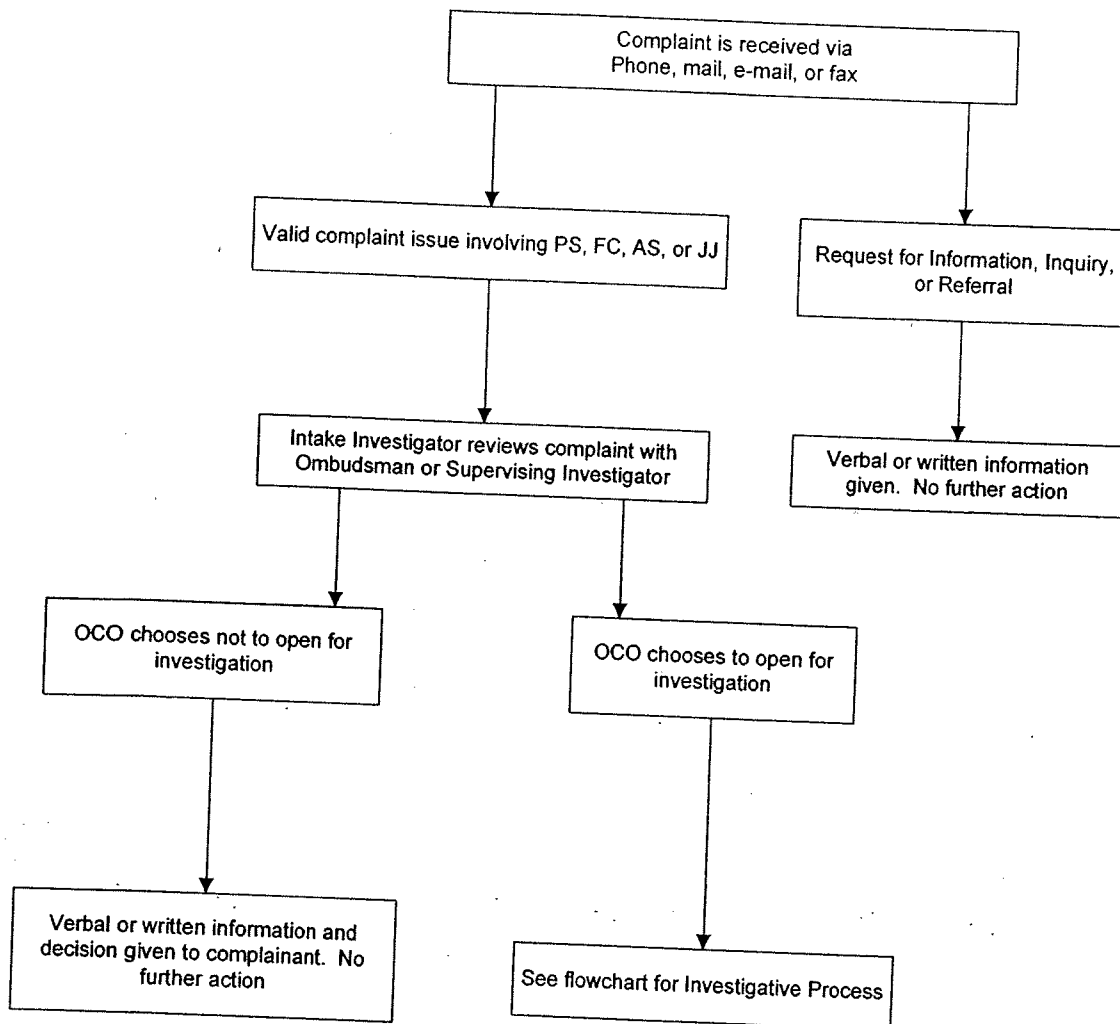 Complaint is received via
Phone, mail, e-mail, or fax
Valid complaint issue involving PS, FC, AS, or JJ
Request for Information, Inquiry,
or Referral
Intake Investigator reviews complaint with
Ombudsman or Supervising Investigator
Verbal or written information
given.  No further action
OCO chooses not to open for
investigation
OCO chooses to open for
investigation
Verbal or written information and
decision given to complainant.  No
further action
See flowchart for Investigative Process